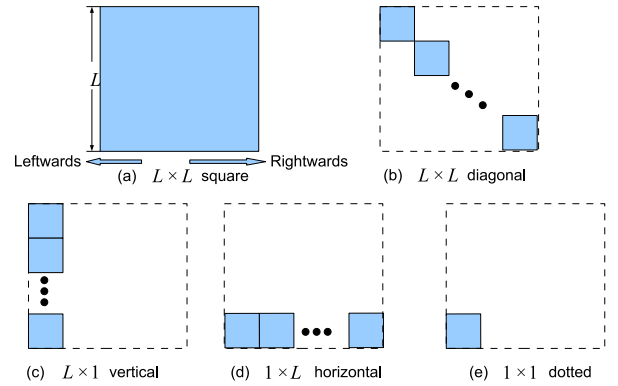 L
Leftwards
Rightwards
(a) L × L square
(b) L × L diagonal
(c) L × 1 vertical
(d) 1 × L horizontal
(e) 1 × 1 dotted